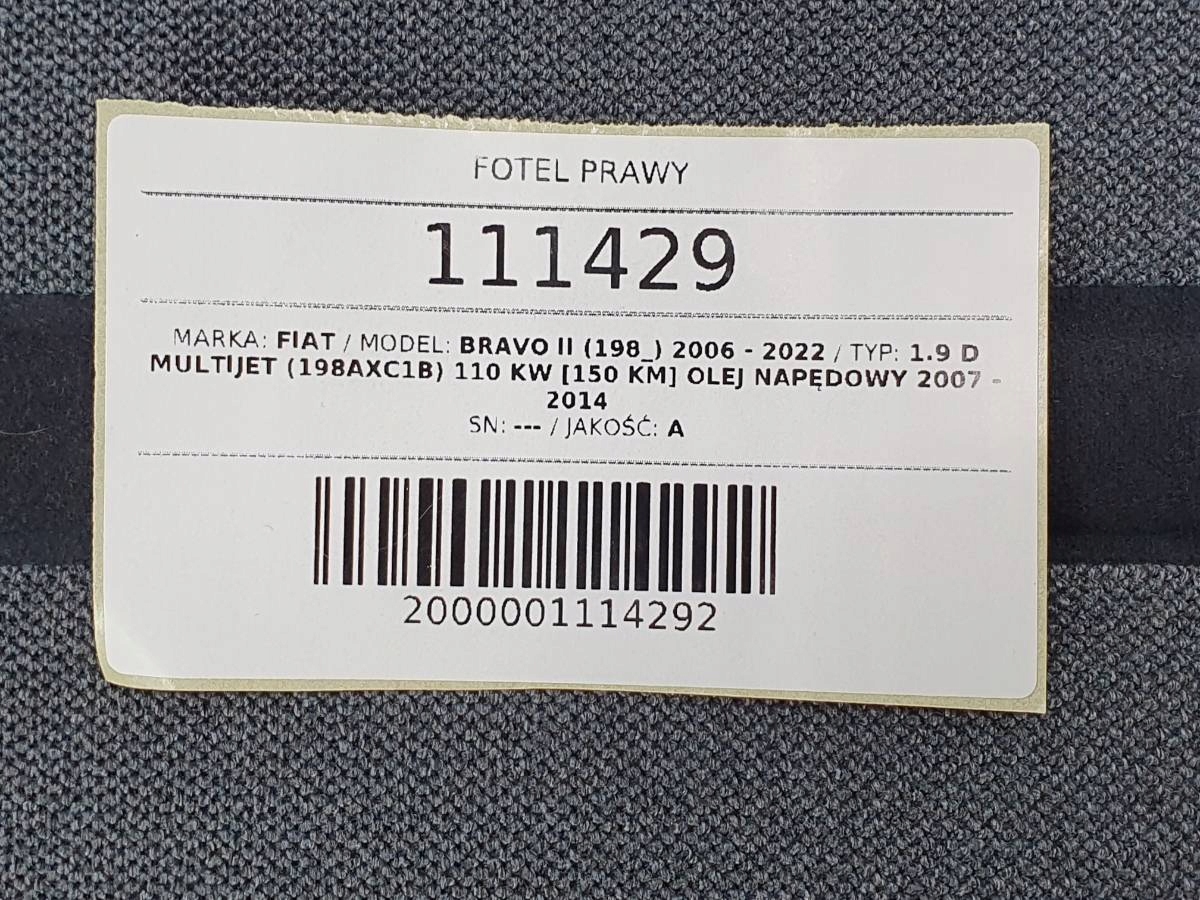 FOTEL PRAWY
111429
MARKA: FIAT / MODEL: BRAVO II (198_) 2006 - 2022 / TYP: 1.9 D
MULTIJET (198AXC1B) 110 KW [150 KM] OLEJ NAPĘDOWY 2007 -
2014
SN: --- / JAKOŚĆ: A
2000001114292